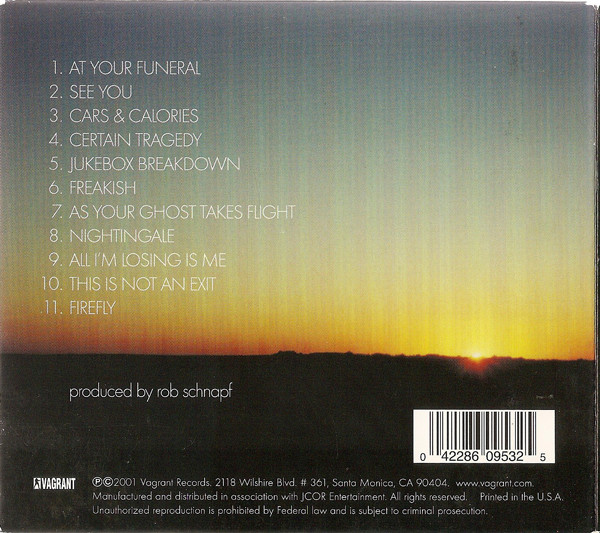 1. AT YOUR FUNERAL
2. SEE YOU
3. CARS & CALORIES
4. CERTAIN TRAGEDY
5. JUKEBOX BREAKDOWN
6. FREAKISH
7. AS YOUR GHOST TAKES FLIGHT
8. NIGHTINGALE
9. ALL I'M LOSING IS ME
10. THIS IS NOT AN EXIT
11. FIREFLY
produced by rob schnapf
0 42286 09532 5
VAGRANT
℗©2001 Vagrant Records. 2118 Wilshire Blvd. # 361, Santa Monica, CA 90404. www.vagrant.com.
Manufactured and distributed in association with JCOR Entertainment. All rights reserved. Printed in the U.S.A.
Unauthorized reproduction is prohibited by Federal law and is subject to criminal prosecution.